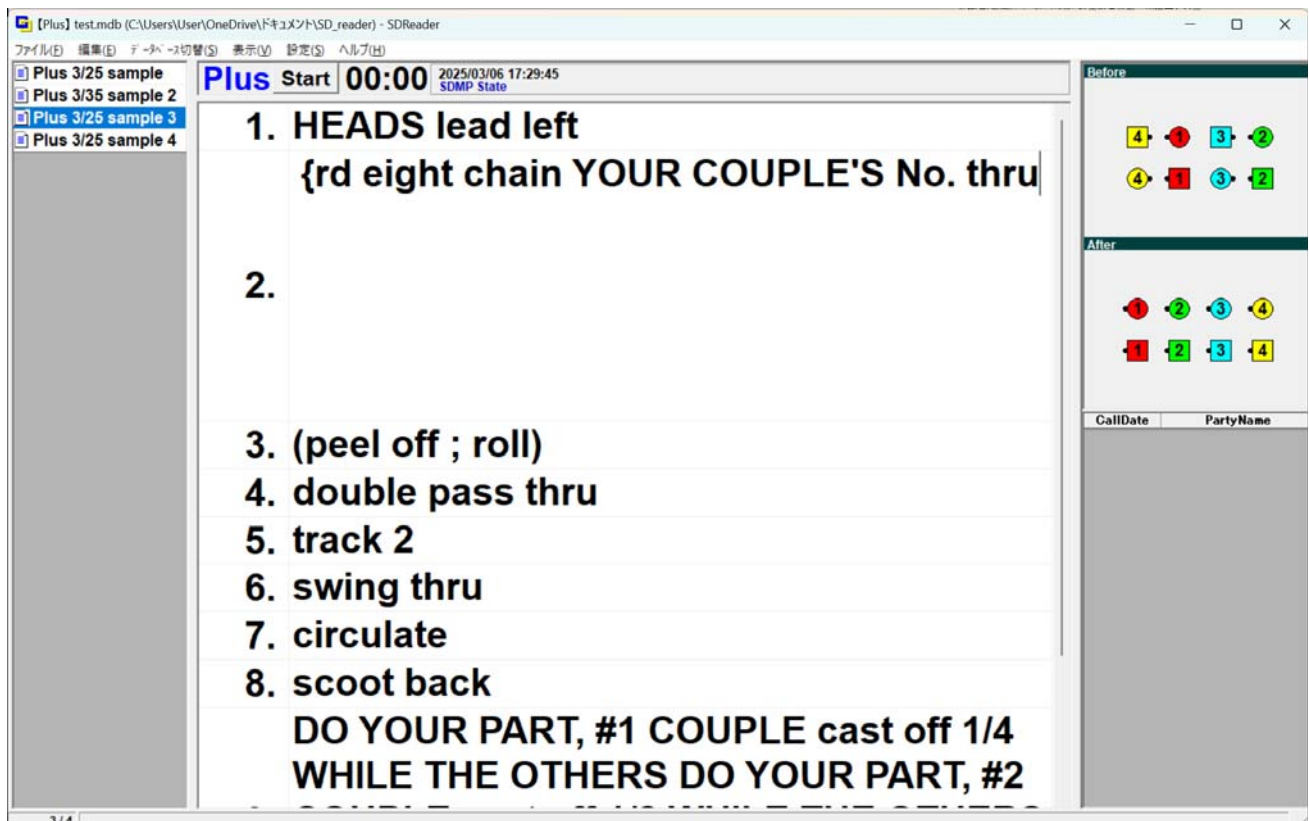 [Plus] test.mdb (C:\Users\User\OneDrive\ドキュメント\SD_reader) - SDReader
ファイル(F) 編集(E) データベース切替(S) 表示(V) 設定(S) ヘルプ(H)
Plus 3/25 sample
Plus 3/35 sample 2
Plus 3/25 sample 3
Plus 3/25 sample 4
Plus Start 00:00 2025/03/06 17:29:45
SDMP State
1. HEADS lead left
2. {rd eight chain YOUR COUPLE'S No. thru
3. (peel off ; roll)
4. double pass thru
5. track 2
6. swing thru
7. circulate
8. scoot back
DO YOUR PART, #1 COUPLE cast off 1/4
WHILE THE OTHERS DO YOUR PART, #2
Before
4 1 3 2
4 1 3 2
After
1 2 3 4
1 2 3 4
CallDate PartyName
3/4